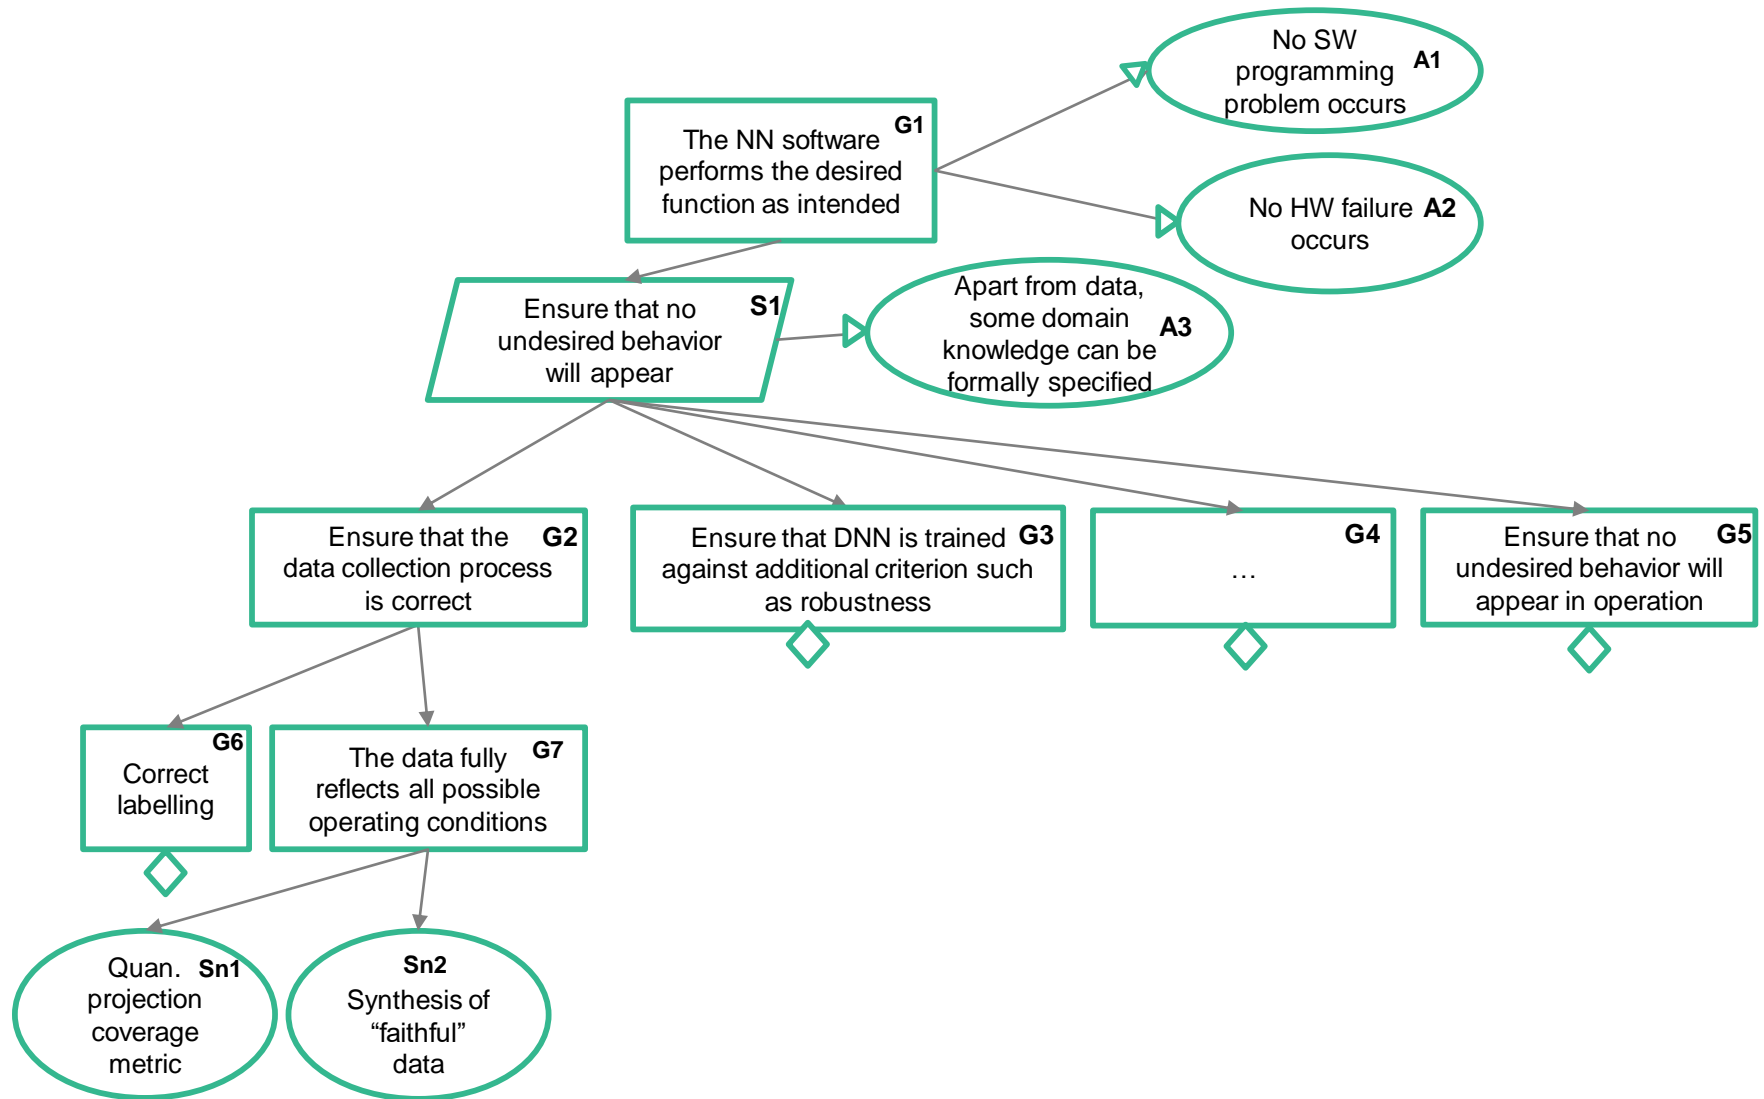 No SW
programming
problem occurs
A1
The NN software
performs the desired
function as intended
G1
No HW failure
occurs
A2
Ensure that no
undesired behavior
will appear
S1
Apart from data,
some domain
knowledge can be
formally specified
A3
Ensure that the
data collection process
is correct
G2
Ensure that DNN is trained
against additional criterion such
as robustness
G3
…
G4
Ensure that no
undesired behavior will
appear in operation
G5
Correct
labelling
G6
The data fully
reflects all possible
operating conditions
G7
Quan.
projection
coverage
metric
Sn1
Sn2
Synthesis of
“faithful”
data